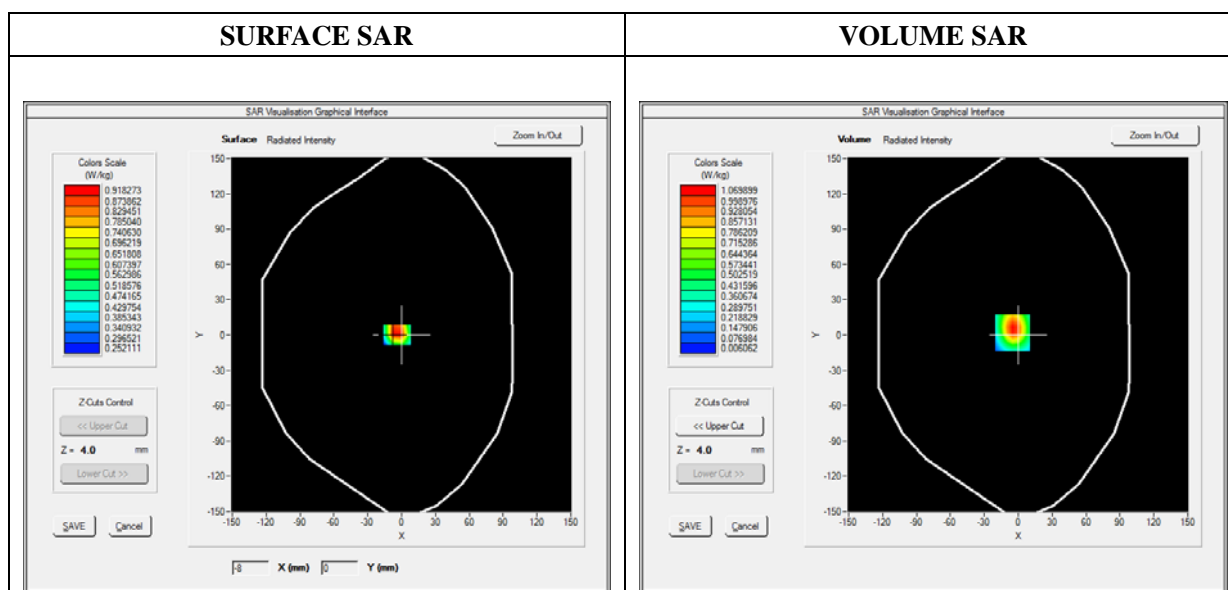 SURFACE SAR
VOLUME SAR
SAR Visualisation Graphical Interface
Surface Radiated Intensity
Zoom In/Out
Colors Scale
(W/kg)
0.918273
0.873862
0.829451
0.785040
0.740630
0.696219
0.651808
0.607397
0.562986
0.518576
0.474165
0.429754
0.385343
0.340932
0.296521
0.252111
Z-Cuts Control
<< Upper Cut
Z = 4.0 mm
Lower Cut >>
SAVE Cancel
150
120
90
60
30
0
-30
-60
-90
-120
-150
Y
-150 -120 -90 -60 -30 0 30 60 90 120 150
X
-8 X (mm) 0 Y (mm)
SAR Visualisation Graphical Interface
Volume Radiated Intensity
Zoom In/Out
Colors Scale
(W/kg)
1.069899
0.998976
0.928054
0.857131
0.786209
0.715286
0.644364
0.573441
0.502519
0.431596
0.360674
0.289751
0.218829
0.147906
0.076984
0.006062
Z-Cuts Control
<< Upper Cut
Z = 4.0 mm
Lower Cut >>
SAVE Cancel
150
120
90
60
30
0
-30
-60
-90
-120
-150
Y
-150 -120 -90 -60 -30 0 30 60 90 120 150
X